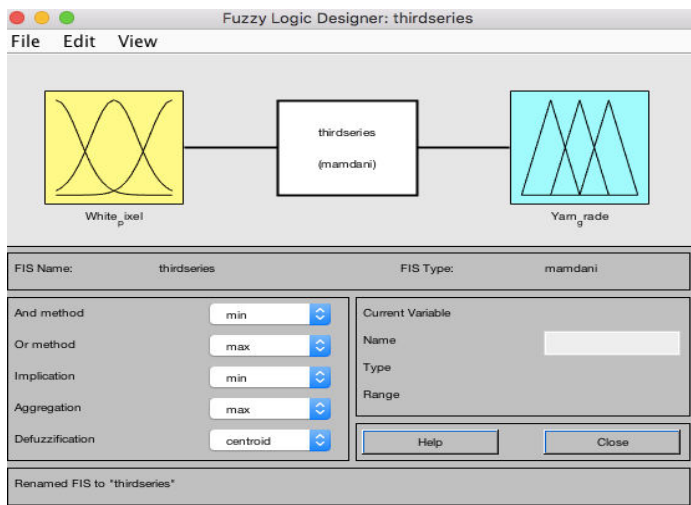 Fuzzy Logic Designer: thirdseries
File Edit View
thirdseries
(mamdani)
White_pixel
Yarn_grade
FIS Name: thirdseries FIS Type: mamdani
And method min
Or method max
Implication min
Aggregation max
Defuzzification centroid
Current Variable
Name
Type
Range
Help Close
Renamed FIS to "thirdseries"